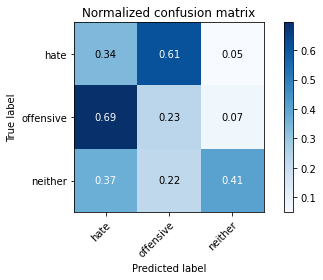 Normalized confusion matrix
hate 0.34 0.61 0.05
offensive 0.69 0.23 0.07
neither 0.37 0.22 0.41
hate offensive neither
True label
Predicted label
0.6
0.5
0.4
0.3
0.2
0.1